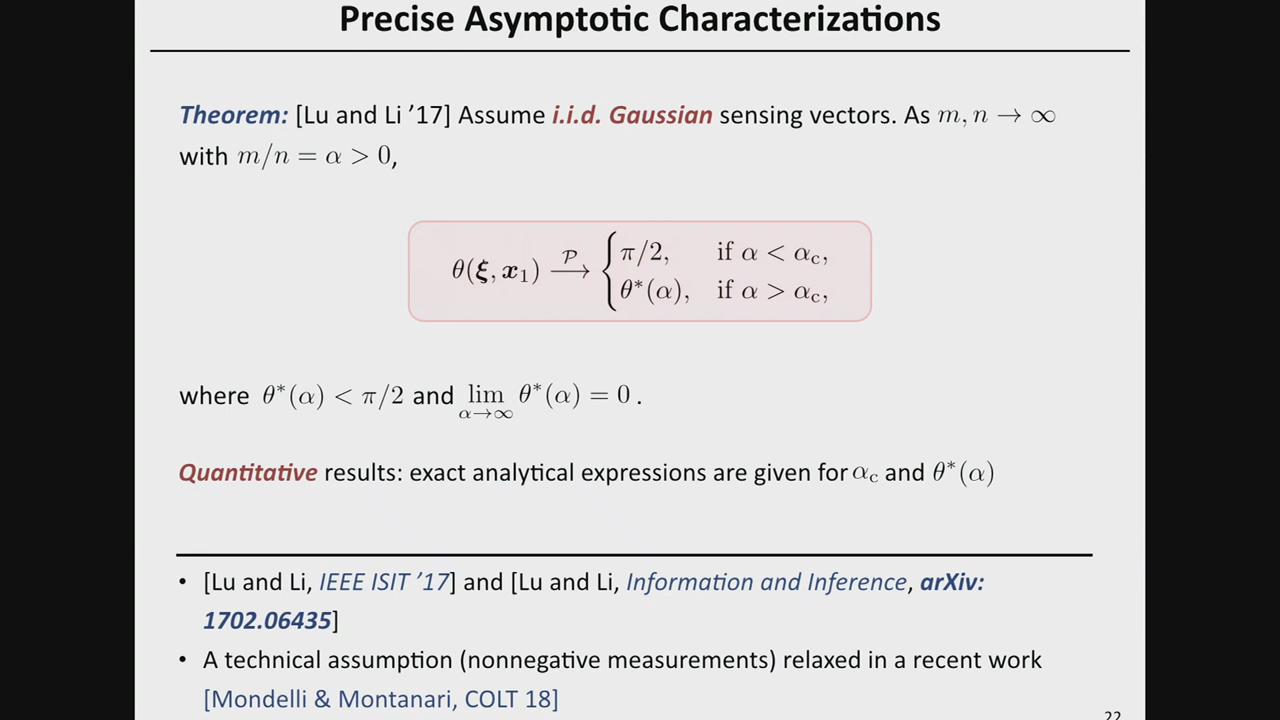 Precise Asymptotic Characterizations
Theorem: [Lu and Li ’17] Assume i.i.d. Gaussian sensing vectors. As m, n → ∞
with m/n = α > 0,
θ(ξ, x₁) →ᴾ { π/2, if α < α_c,
θ*(α), if α > α_c,
where θ*(α) < π/2 and lim_{α→∞} θ*(α) = 0 .
Quantitative results: exact analytical expressions are given for α_c and θ*(α)
• [Lu and Li, IEEE ISIT ’17] and [Lu and Li, Information and Inference, arXiv:
1702.06435]
• A technical assumption (nonnegative measurements) relaxed in a recent work
[Mondelli & Montanari, COLT 18]
22